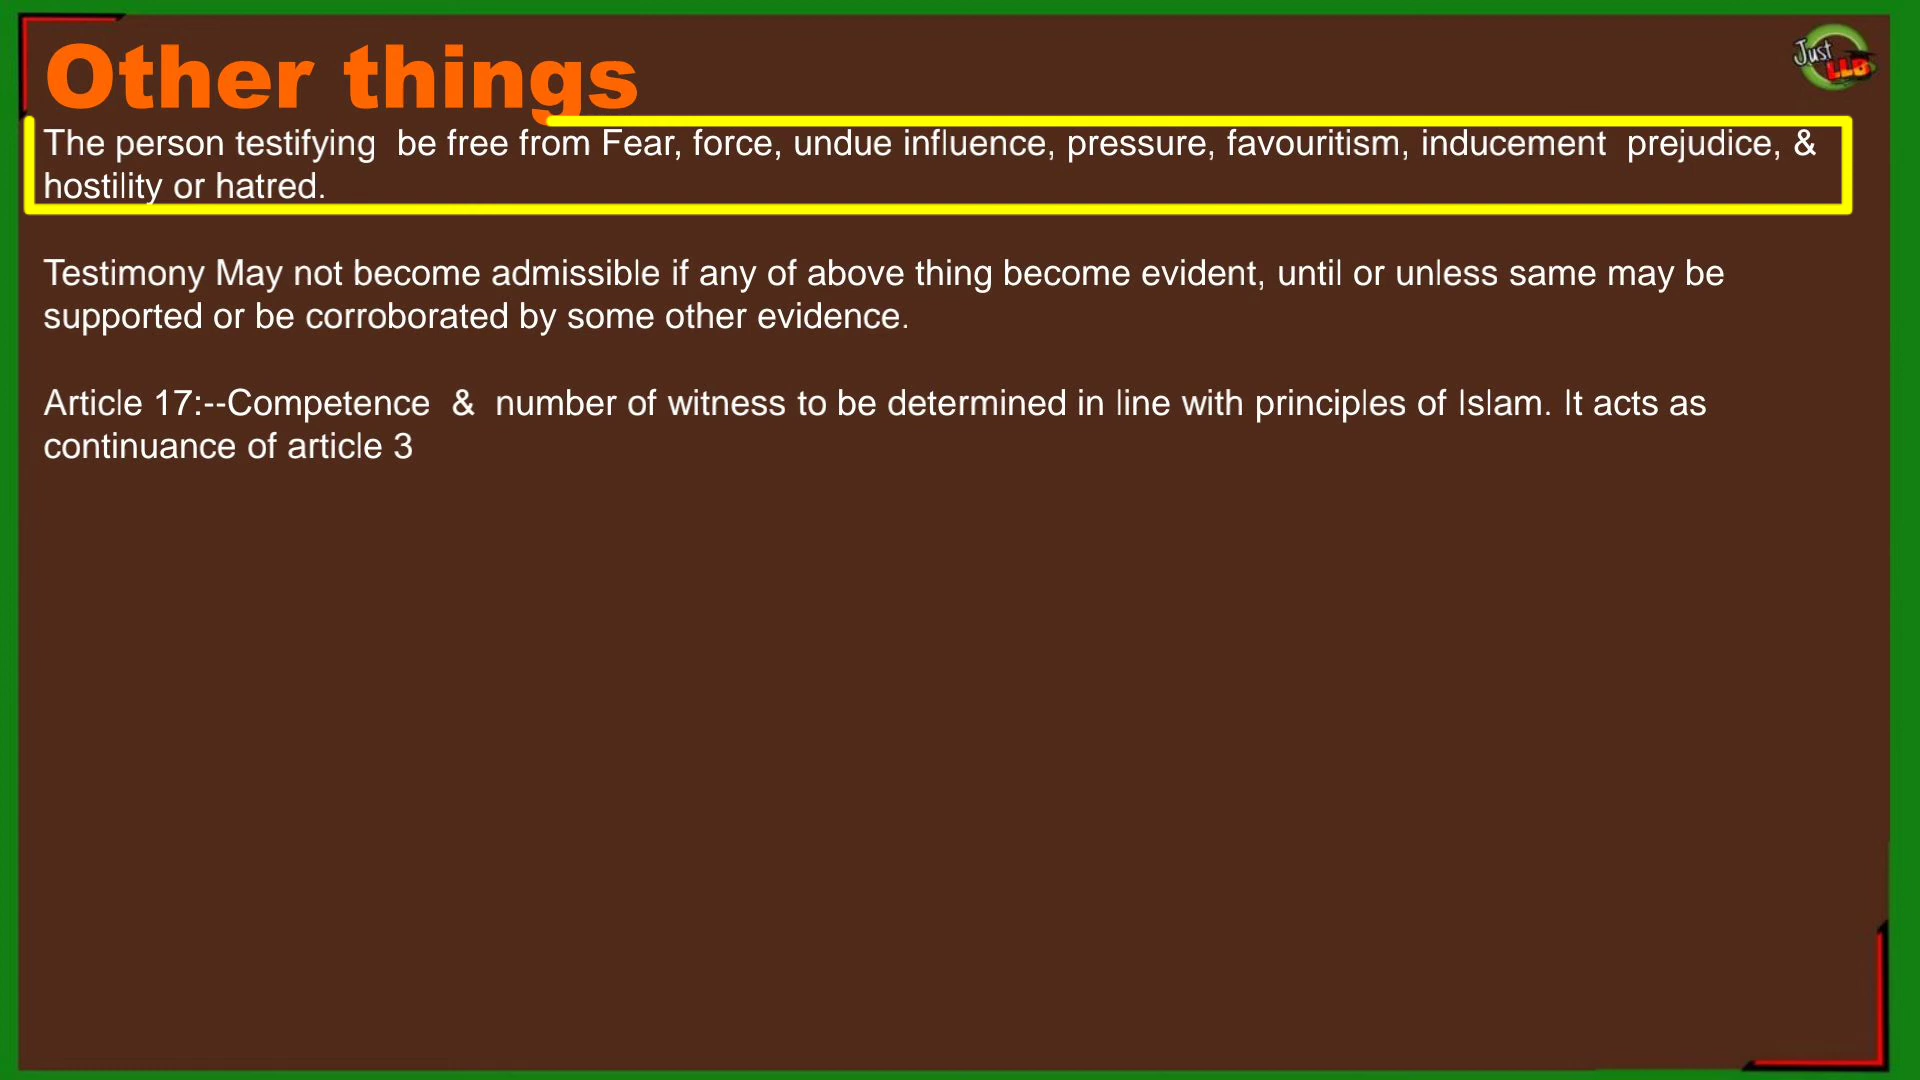 Other things
Just
LLB
The person testifying  be free from Fear, force, undue influence, pressure, favouritism, inducement  prejudice, &
hostility or hatred.
Testimony May not become admissible if any of above thing become evident, until or unless same may be
supported or be corroborated by some other evidence.
Article 17:--Competence  &  number of witness to be determined in line with principles of Islam. It acts as
continuance of article 3